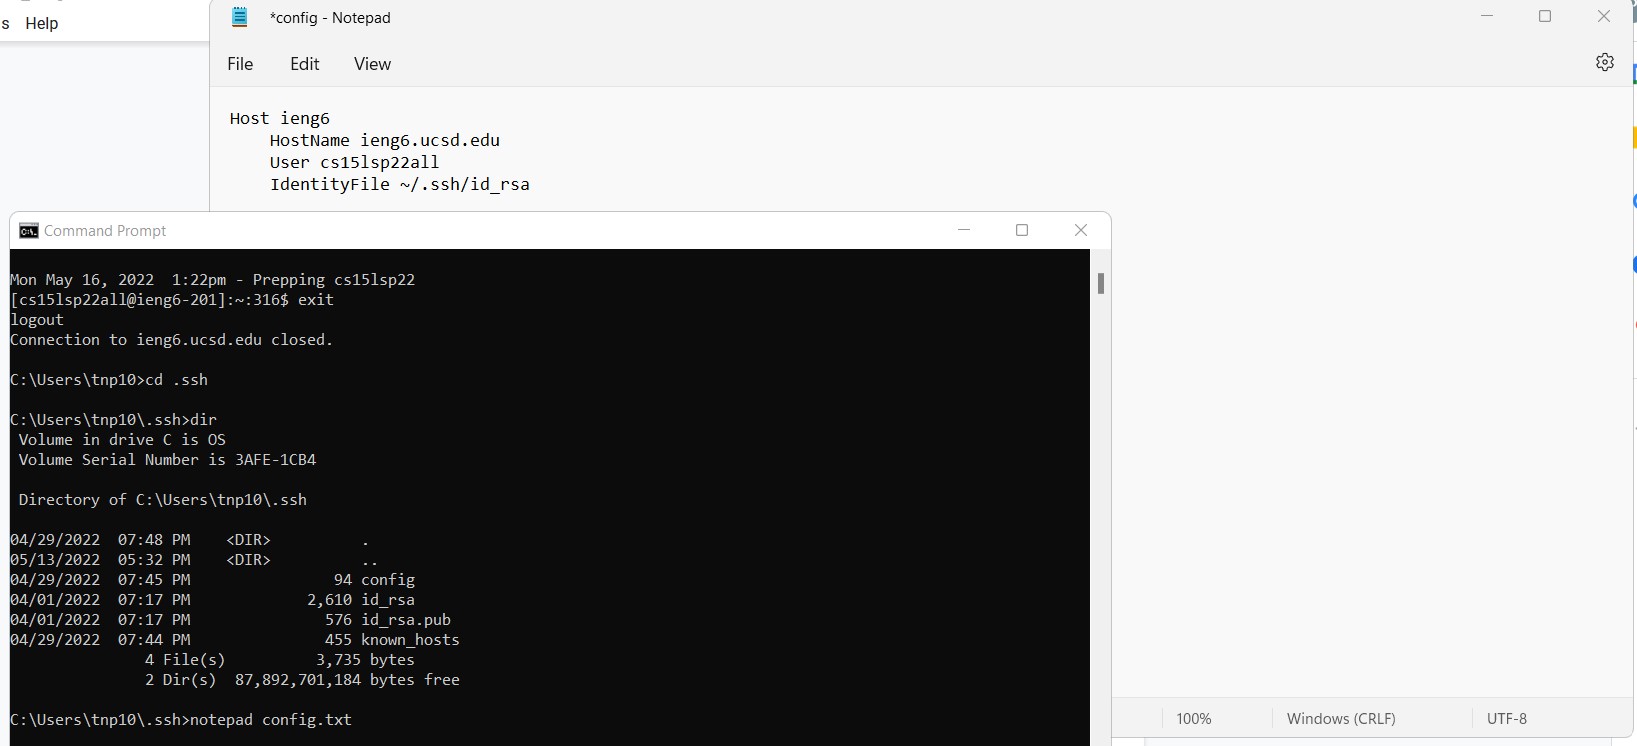 s Help
*config - Notepad
File Edit View
Host ieng6
    HostName ieng6.ucsd.edu
    User cs15lsp22all
    IdentityFile ~/.ssh/id_rsa
Command Prompt
Mon May 16, 2022  1:22pm - Prepping cs15lsp22
[cs15lsp22all@ieng6-201]:~:316$ exit
logout
Connection to ieng6.ucsd.edu closed.
C:\Users\tnp10>cd .ssh
C:\Users\tnp10\.ssh>dir
 Volume in drive C is OS
 Volume Serial Number is 3AFE-1CB4
 Directory of C:\Users\tnp10\.ssh
04/29/2022  07:48 PM    <DIR>          .
05/13/2022  05:32 PM    <DIR>          ..
04/29/2022  07:45 PM                94 config
04/01/2022  07:17 PM             2,610 id_rsa
04/01/2022  07:17 PM               576 id_rsa.pub
04/29/2022  07:44 PM               455 known_hosts
               4 File(s)          3,735 bytes
               2 Dir(s)  87,892,701,184 bytes free
C:\Users\tnp10\.ssh>notepad config.txt
100% Windows (CRLF) UTF-8